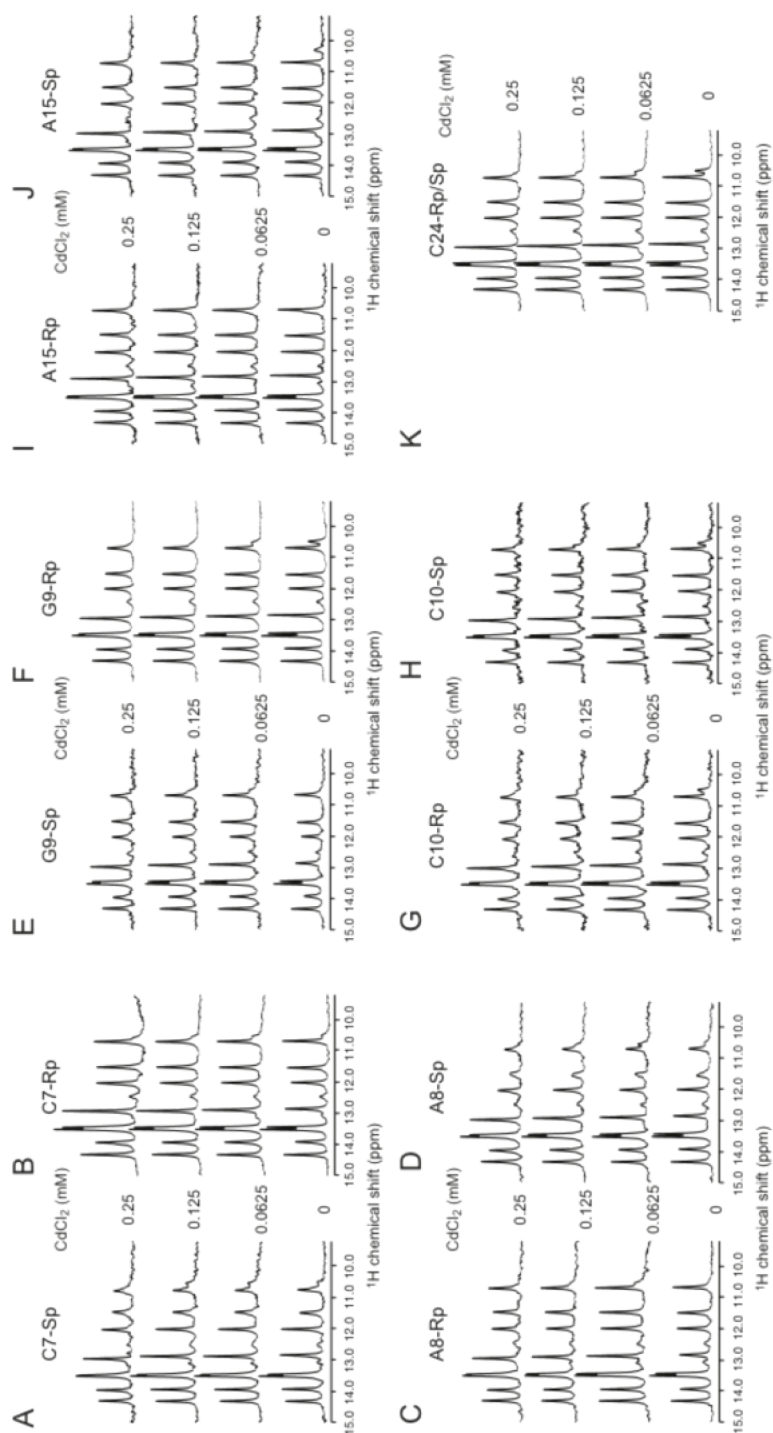 A
C7-Sp
CdCl₂ (mM)
0.25
0.125
0.0625
0
15.0 14.0 13.0 12.0 11.0 10.0
B
C7-Rp
15.0 14.0 13.0 12.0 11.0 10.0
¹H chemical shift (ppm)
E
G9-Sp
CdCl₂ (mM)
0.25
0.125
0.0625
0
15.0 14.0 13.0 12.0 11.0 10.0
F
G9-Rp
15.0 14.0 13.0 12.0 11.0 10.0
¹H chemical shift (ppm)
I
A15-Rp
CdCl₂ (mM)
0.25
0.125
0.0625
0
15.0 14.0 13.0 12.0 11.0 10.0
J
A15-Sp
15.0 14.0 13.0 12.0 11.0 10.0
¹H chemical shift (ppm)
C
A8-Rp
CdCl₂ (mM)
0.25
0.125
0.0625
0
15.0 14.0 13.0 12.0 11.0 10.0
D
A8-Sp
15.0 14.0 13.0 12.0 11.0 10.0
¹H chemical shift (ppm)
G
C10-Rp
CdCl₂ (mM)
0.25
0.125
0.0625
0
15.0 14.0 13.0 12.0 11.0 10.0
H
C10-Sp
15.0 14.0 13.0 12.0 11.0 10.0
¹H chemical shift (ppm)
K
C24-Rp/Sp
CdCl₂ (mM)
0.25
0.125
0.0625
0
15.0 14.0 13.0 12.0 11.0 10.0
¹H chemical shift (ppm)